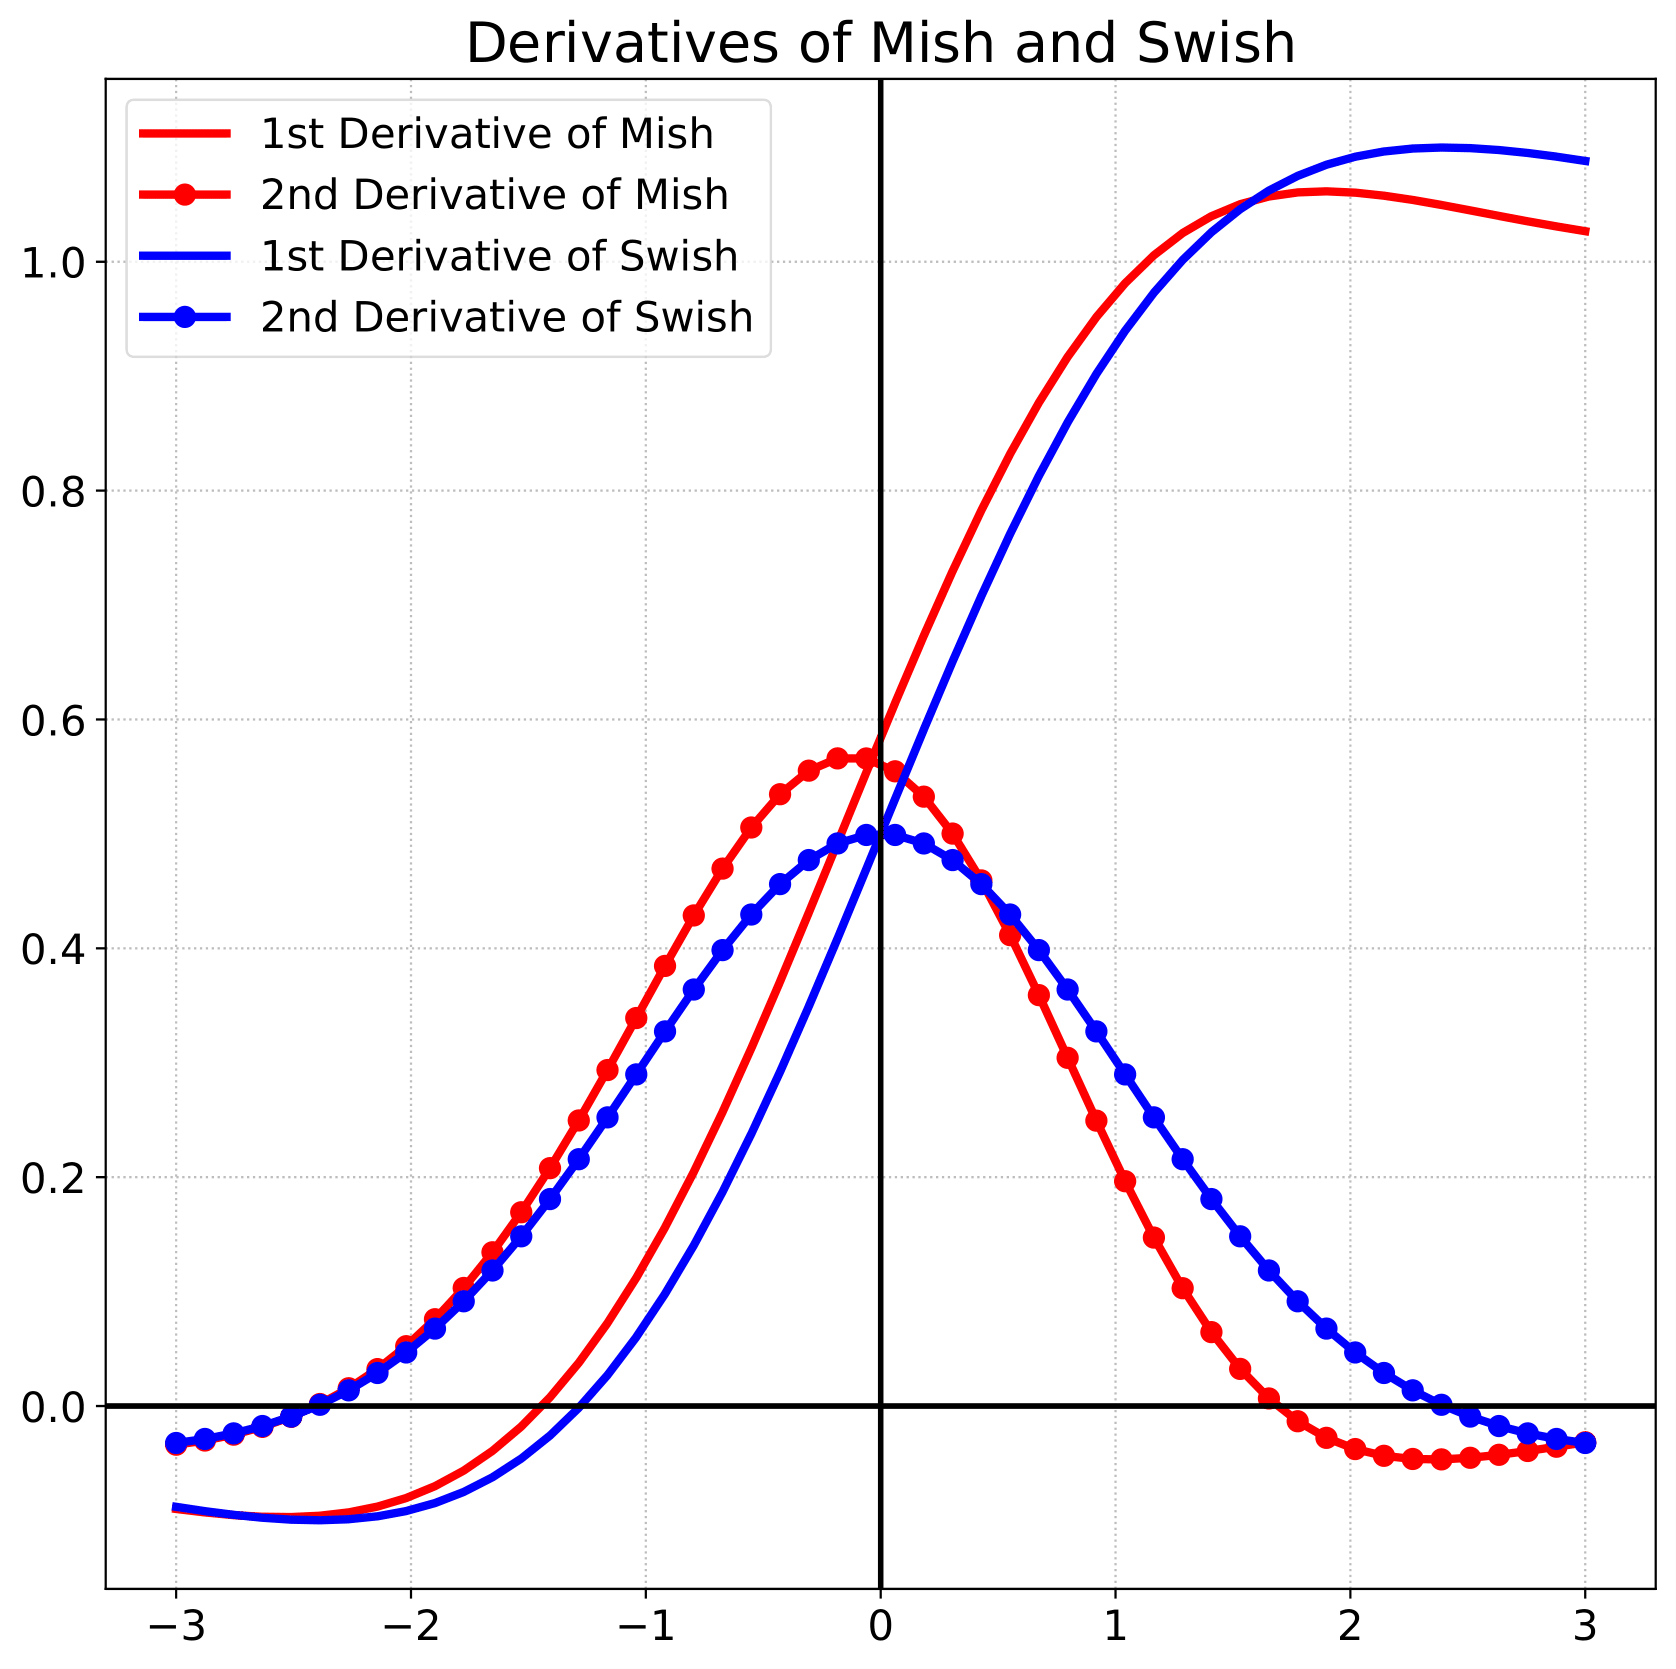 Derivatives of Mish and Swish
1st Derivative of Mish
2nd Derivative of Mish
1st Derivative of Swish
2nd Derivative of Swish
1.0
0.8
0.6
0.4
0.2
0.0
−3 −2 −1 0 1 2 3